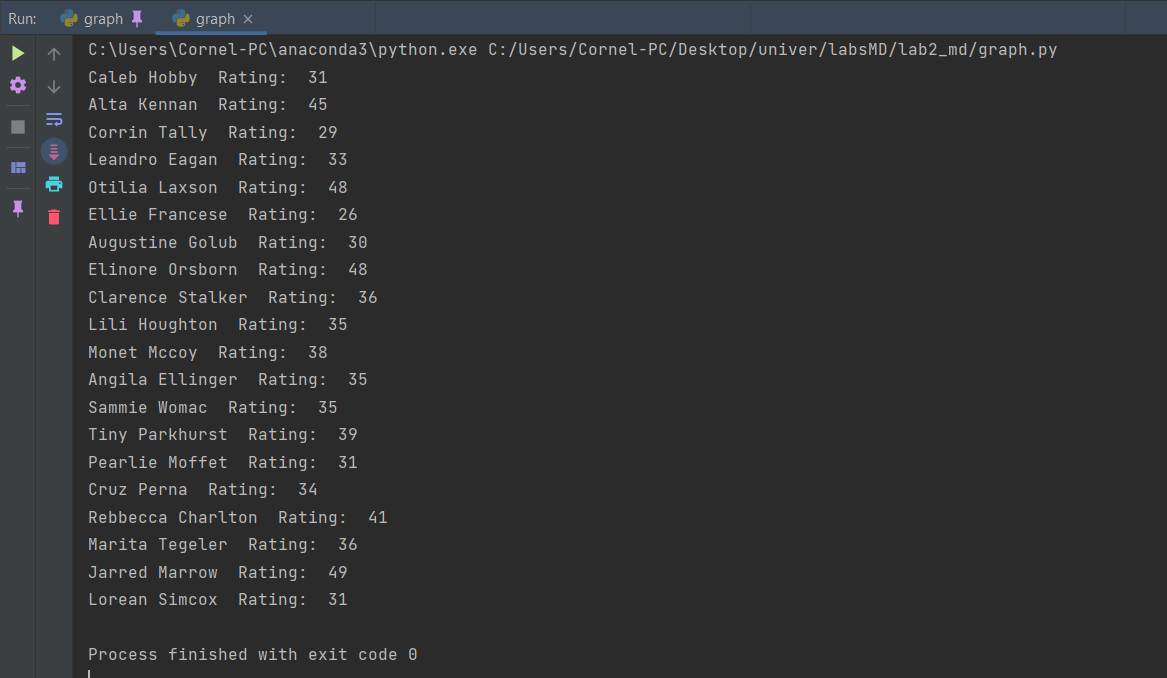 Run: graph graph
C:\Users\Cornel-PC\anaconda3\python.exe C:/Users/Cornel-PC/Desktop/univer/labsMD/lab2_md/graph.py
Caleb Hobby  Rating:  31
Alta Kennan  Rating:  45
Corrin Tally  Rating:  29
Leandro Eagan  Rating:  33
Otilia Laxson  Rating:  48
Ellie Francese  Rating:  26
Augustine Golub  Rating:  30
Elinore Orsborn  Rating:  48
Clarence Stalker  Rating:  36
Lili Houghton  Rating:  35
Monet Mccoy  Rating:  38
Angila Ellinger  Rating:  35
Sammie Womac  Rating:  35
Tiny Parkhurst  Rating:  39
Pearlie Moffet  Rating:  31
Cruz Perna  Rating:  34
Rebbecca Charlton  Rating:  41
Marita Tegeler  Rating:  36
Jarred Marrow  Rating:  49
Lorean Simcox  Rating:  31
Process finished with exit code 0